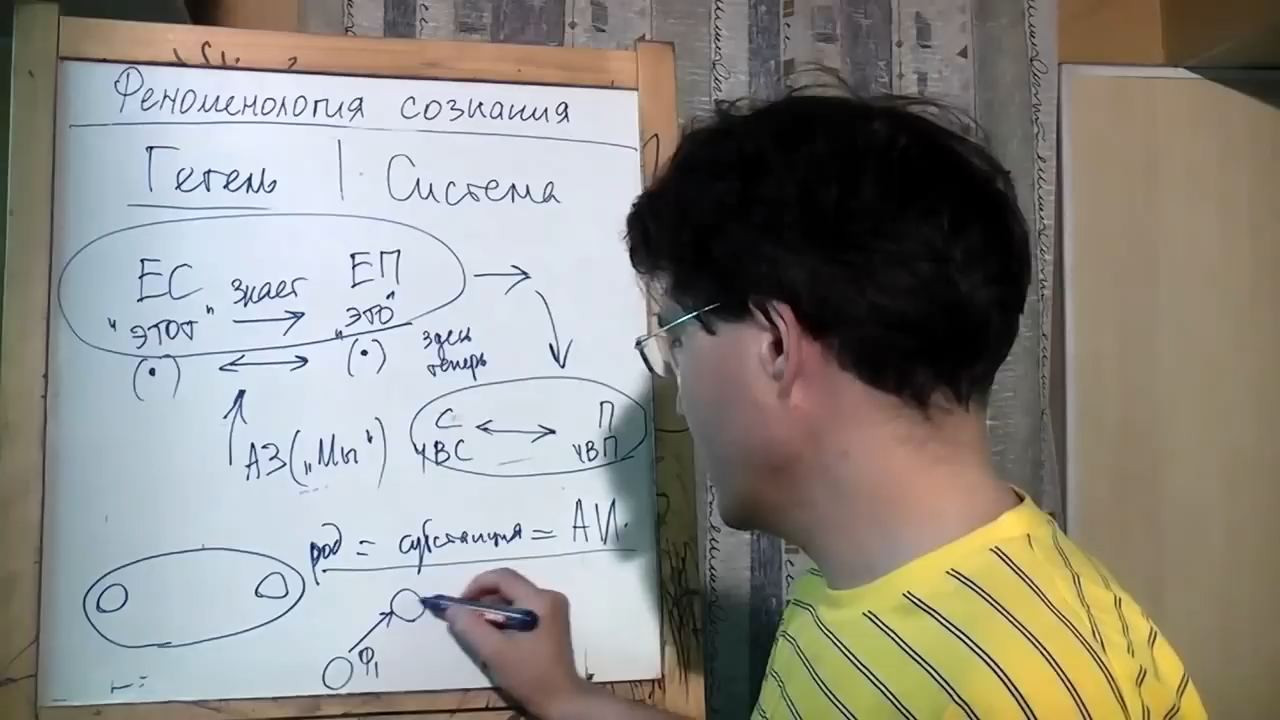 Феноменология сознания
Гегель | Система
ЕС знает ЕП
"ЭТОТ" "ЭТО"
(•) (•) здесь
теперь
С П
ЧВС ЧВП
АЗ („Мы")
род = субстанция = АИ.
Ф1